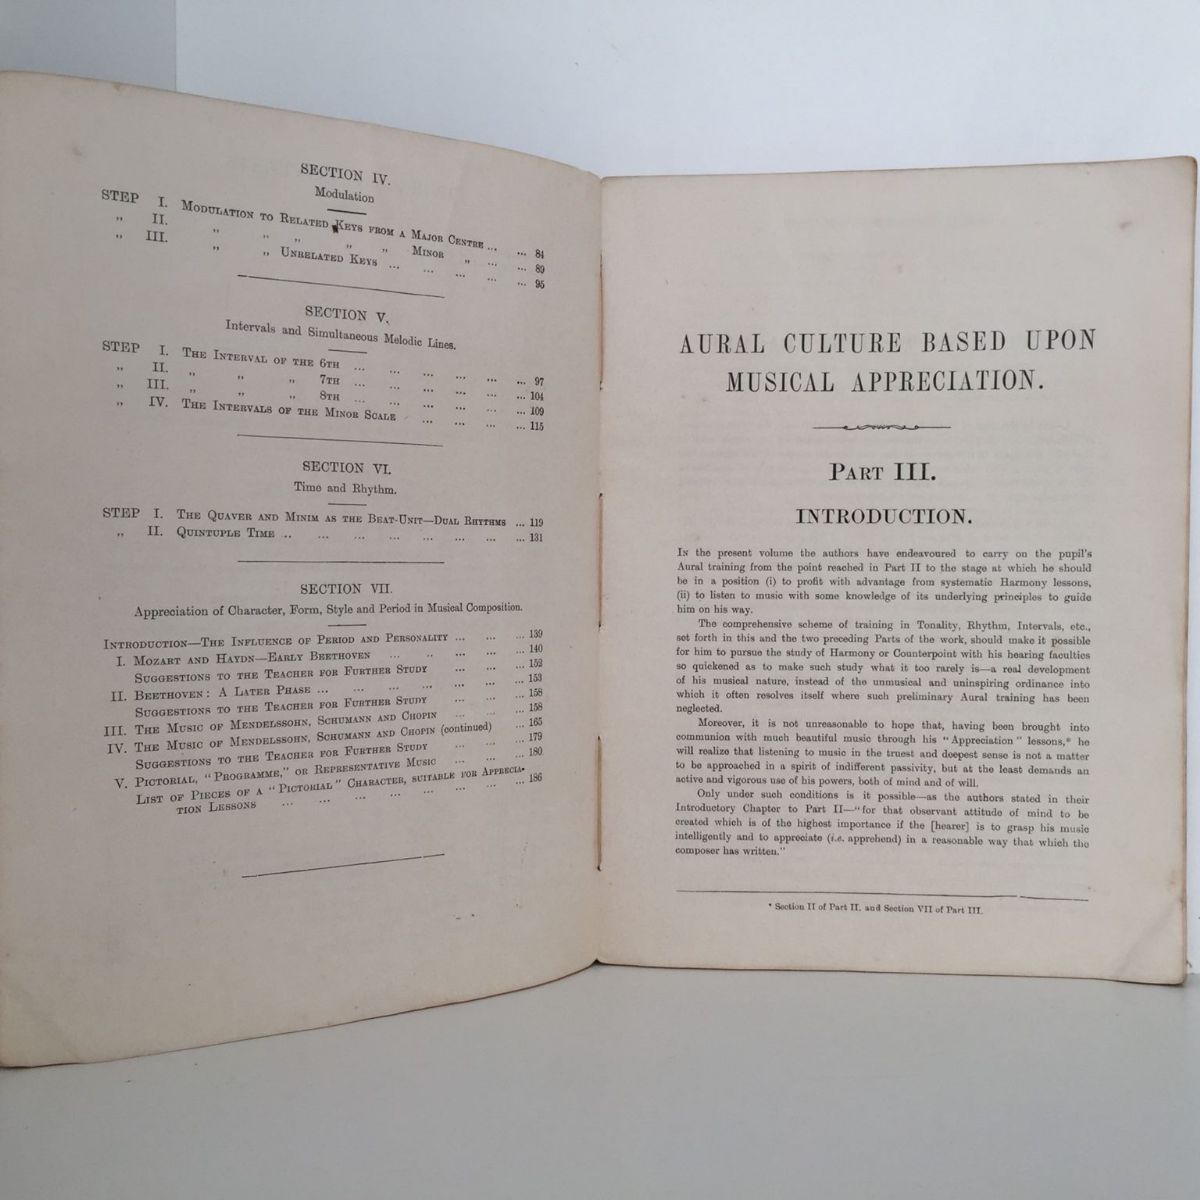 SECTION IV.
Modulation
STEP I. MODULATION TO RELATED KEYS FROM A MAJOR CENTRE ... ... 84
„ II. „ „ „ „ „ MINOR „ ... ... 89
„ III. „ „ UNRELATED KEYS ... ... ... ... ... 95
SECTION V.
Intervals and Simultaneous Melodic Lines.
STEP I. THE INTERVAL OF THE 6TH ... ... ... ... ... ... 97
„ II. „ „ „ 7TH ... ... ... ... ... ... 104
„ III. „ „ „ 8TH ... ... ... ... ... ... 109
„ IV. THE INTERVALS OF THE MINOR SCALE ... ... ... ... 115
SECTION VI.
Time and Rhythm.
STEP I. THE QUAVER AND MINIM AS THE BEAT-UNIT—DUAL RHYTHMS ... 119
„ II. QUINTUPLE TIME .. ... ... ... ... ... ... ... 131
SECTION VII.
Appreciation of Character, Form, Style and Period in Musical Composition.
INTRODUCTION—THE INFLUENCE OF PERIOD AND PERSONALITY ... ... ... 139
I. MOZART AND HAYDN—EARLY BEETHOVEN ... .. ... ... ... 140
SUGGESTIONS TO THE TEACHER FOR FURTHER STUDY ... ... ... 152
II. BEETHOVEN: A LATER PHASE ... ... ... ... ... ... ... 153
SUGGESTIONS TO THE TEACHER FOR FURTHER STUDY ... ... ... 158
III. THE MUSIC OF MENDELSSOHN, SCHUMANN AND CHOPIN ... ... ... 158
IV. THE MUSIC OF MENDELSSOHN, SCHUMANN AND CHOPIN (continued) ... 165
SUGGESTIONS TO THE TEACHER FOR FURTHER STUDY ... ... ... 179
V. PICTORIAL, "PROGRAMME," OR REPRESENTATIVE MUSIC ... ... ... 180
LIST OF PIECES OF A "PICTORIAL" CHARACTER, SUITABLE FOR APPRECIA-
TION LESSONS ... ... ... ... ... ... ... ... 186
AURAL CULTURE BASED UPON
MUSICAL APPRECIATION.
PART III.
INTRODUCTION.
IN the present volume the authors have endeavoured to carry on the pupil's
Aural training from the point reached in Part II to the stage at which he should
be in a position (i) to profit with advantage from systematic Harmony lessons,
(ii) to listen to music with some knowledge of its underlying principles to guide
him on his way.
The comprehensive scheme of training in Tonality, Rhythm, Intervals, etc.,
set forth in this and the two preceding Parts of the work, should make it possible
for him to pursue the study of Harmony or Counterpoint with his hearing faculties
so quickened as to make such study what it too rarely is—a real development
of his musical nature, instead of the unmusical and uninspiring ordinance into
which it often resolves itself where such preliminary Aural training has been
neglected.
Moreover, it is not unreasonable to hope that, having been brought into
communion with much beautiful music through his "Appreciation" lessons,* he
will realize that listening to music in the truest and deepest sense is not a matter
to be approached in a spirit of indifferent passivity, but at the least demands an
active and vigorous use of his powers, both of mind and of will.
Only under such conditions is it possible—as the authors stated in their
Introductory Chapter to Part II—"for that observant attitude of mind to be
created which is of the highest importance if the [hearer] is to grasp his music
intelligently and to appreciate (i.e. apprehend) in a reasonable way that which the
composer has written."
* Section II of Part II. and Section VII of Part III.